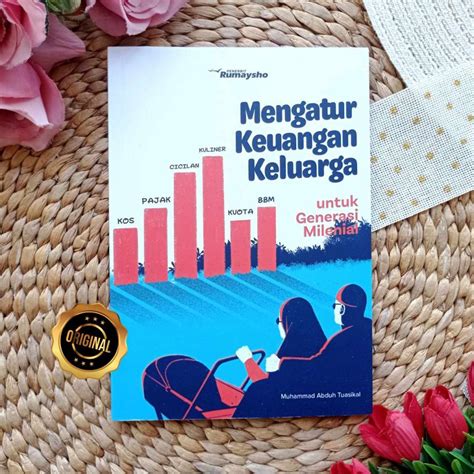 PENERBIT
Rumaysho
Mengatur
Keuangan
Keluarga
untuk
Generasi
Milenial
KOS
PAJAK
CICILAN
KULINER
KUOTA
BBM
ORIGINAL
Muhammad Abduh Tuasikal